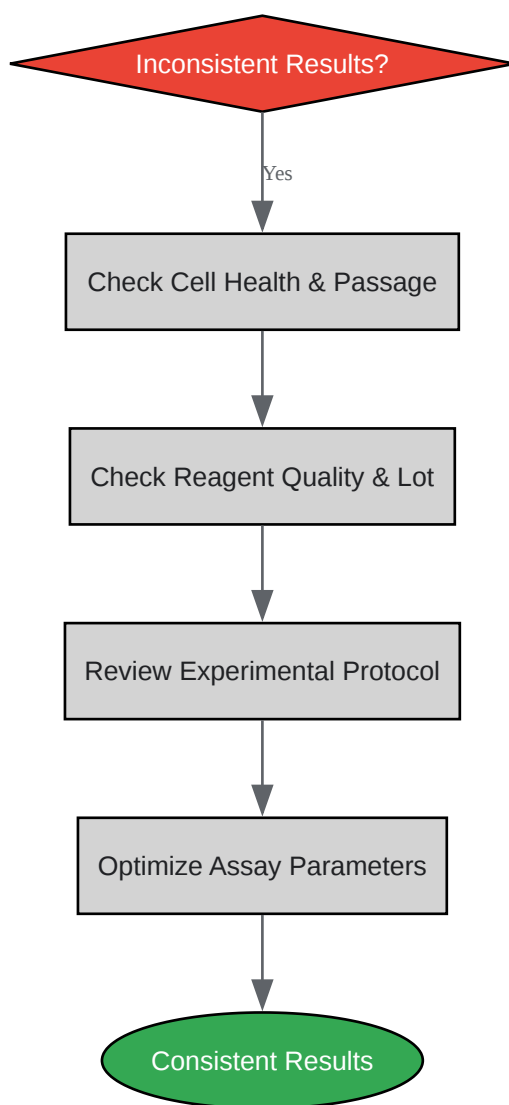 Inconsistent Results?
Yes
Check Cell Health & Passage
Check Reagent Quality & Lot
Review Experimental Protocol
Optimize Assay Parameters
Consistent Results